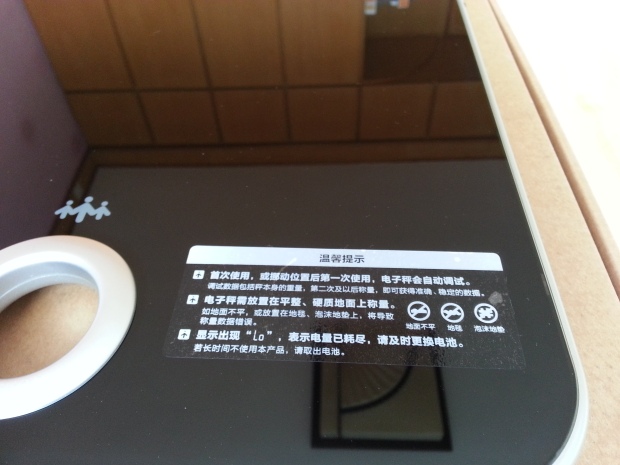 温馨提示
首次使用，或挪动位置后第一次使用，电子秤会自动调试。
调试数据包括秤本身的重量，第二次及以后称量，即可获得准确、稳定的数据。
电子秤需放置在平整、硬质地面上称量。
如地面不平，或放置在地毯、泡沫地垫上，将导致
称量数据错误。
地面不平 地毯 泡沫地垫
显示出现“Lo”，表示电量已耗尽，请及时更换电池。
若长时间不使用本产品，请取出电池。